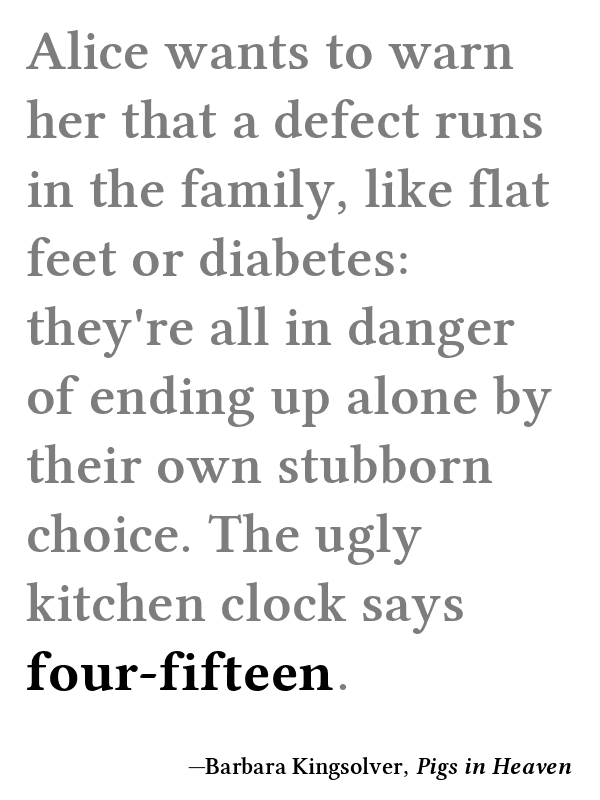 Alice wants to warn
her that a defect runs
in the family, like flat
feet or diabetes:
they're all in danger
of ending up alone by
their own stubborn
choice. The ugly
kitchen clock says
four-fifteen.
—Barbara Kingsolver, Pigs in Heaven